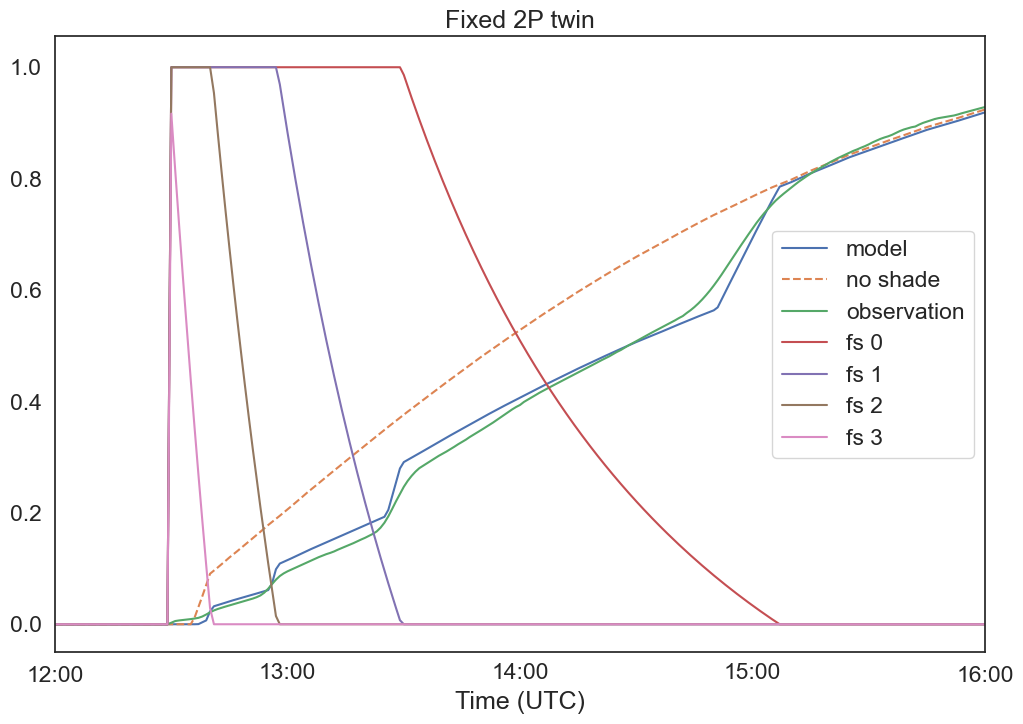 Fixed 2P twin
1.0
0.8
0.6
0.4
0.2
0.0
model
no shade
observation
fs 0
fs 1
fs 2
fs 3
12:00 13:00 14:00 15:00 16:00
Time (UTC)